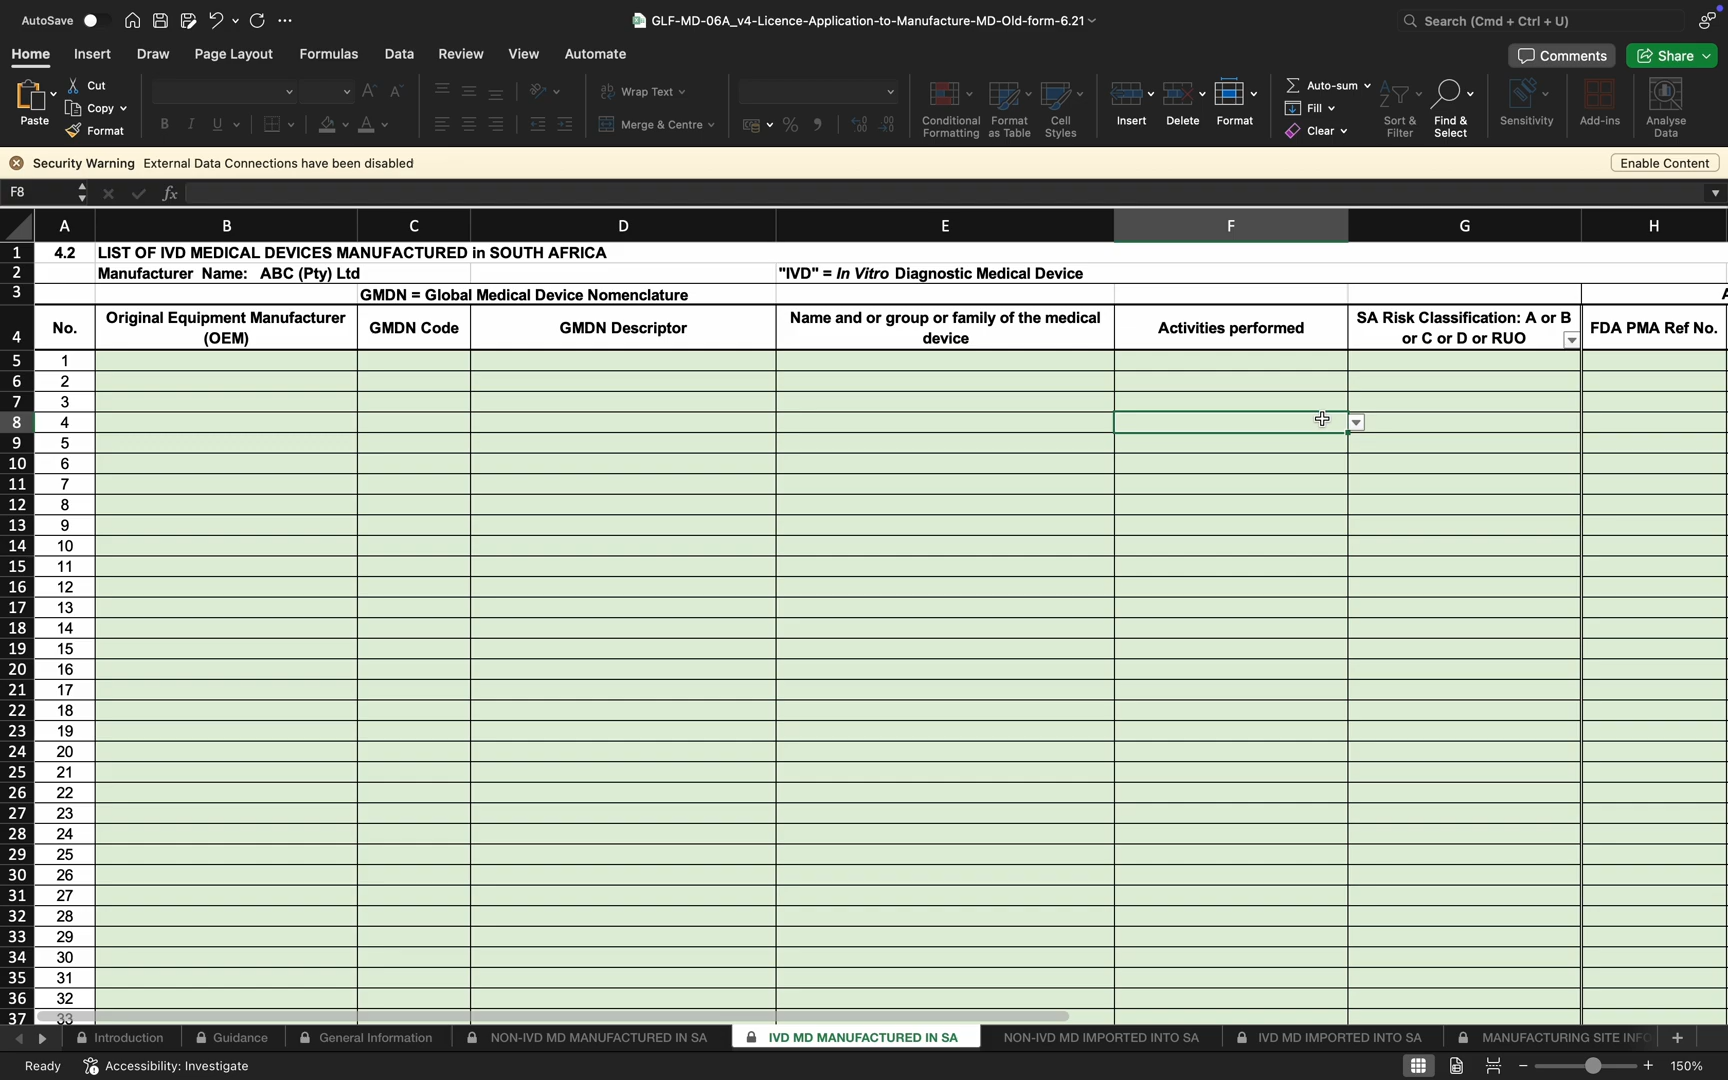 AutoSave
GLF-MD-06A_v4-Licence-Application-to-Manufacture-MD-Old-form-6.21
Search (Cmd + Ctrl + U)
Home Insert Draw Page Layout Formulas Data Review View Automate
Comments Share
Paste
Cut
Copy
Format
Wrap Text
Merge & Centre
Conditional Formatting
Format as Table
Cell Styles
Insert
Delete
Format
Auto-sum
Fill
Clear
Sort & Filter
Find & Select
Sensitivity
Add-ins
Analyse Data
Security Warning External Data Connections have been disabled
Enable Content
F8
fx
A B C D E F G H
1 4.2 LIST OF IVD MEDICAL DEVICES MANUFACTURED in SOUTH AFRICA
2 Manufacturer Name: ABC (Pty) Ltd "IVD" = In Vitro Diagnostic Medical Device
3 GMDN = Global Medical Device Nomenclature
4 No. Original Equipment Manufacturer (OEM) GMDN Code GMDN Descriptor Name and or group or family of the medical device Activities performed SA Risk Classification: A or B or C or D or RUO FDA PMA Ref No.
5 1
6 2
7 3
8 4
9 5
10 6
11 7
12 8
13 9
14 10
15 11
16 12
17 13
18 14
19 15
20 16
21 17
22 18
23 19
24 20
25 21
26 22
27 23
28 24
29 25
30 26
31 27
32 28
33 29
34 30
35 31
36 32
37 33
Introduction Guidance General Information NON-IVD MD MANUFACTURED IN SA IVD MD MANUFACTURED IN SA NON-IVD MD IMPORTED INTO SA IVD MD IMPORTED INTO SA MANUFACTURING SITE INFO
Ready Accessibility: Investigate 150%